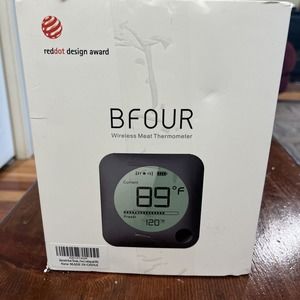 reddot design award
BFOUR
Wireless Meat Thermometer
Current
89°F
Preset
120°F